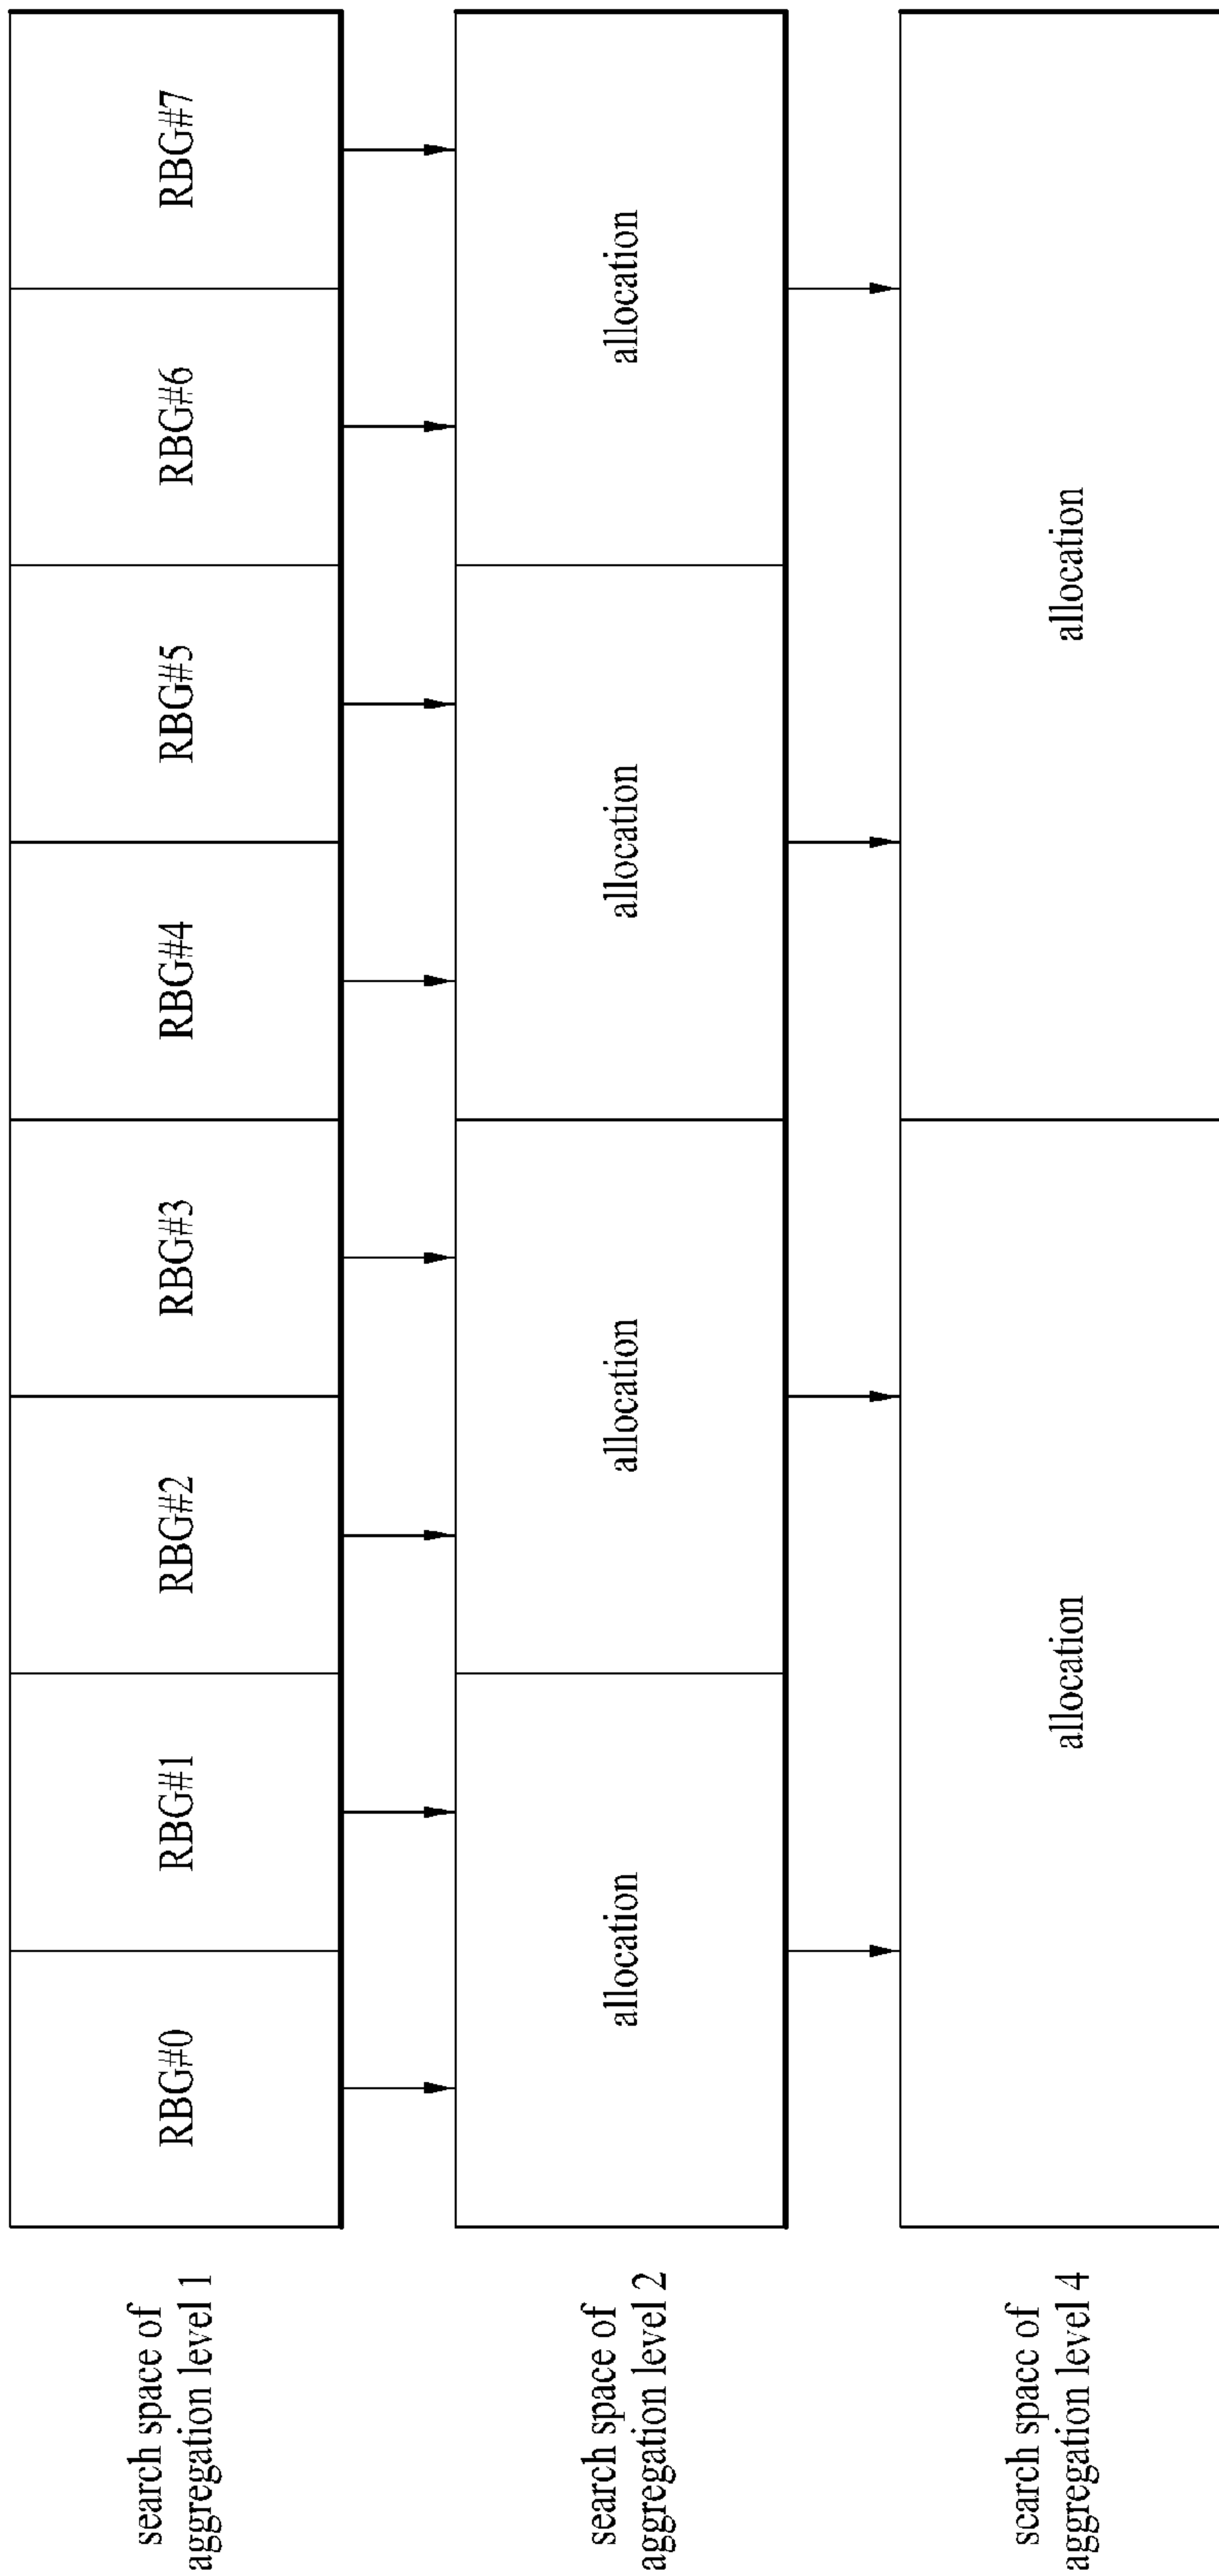 search space of
aggregation level 1
RBG#0
RBG#1
RBG#2
RBG#3
RBG#4
RBG#5
RBG#6
RBG#7
search space of
aggregation level 2
allocation
allocation
allocation
allocation
search space of
aggregation level 4
allocation
allocation